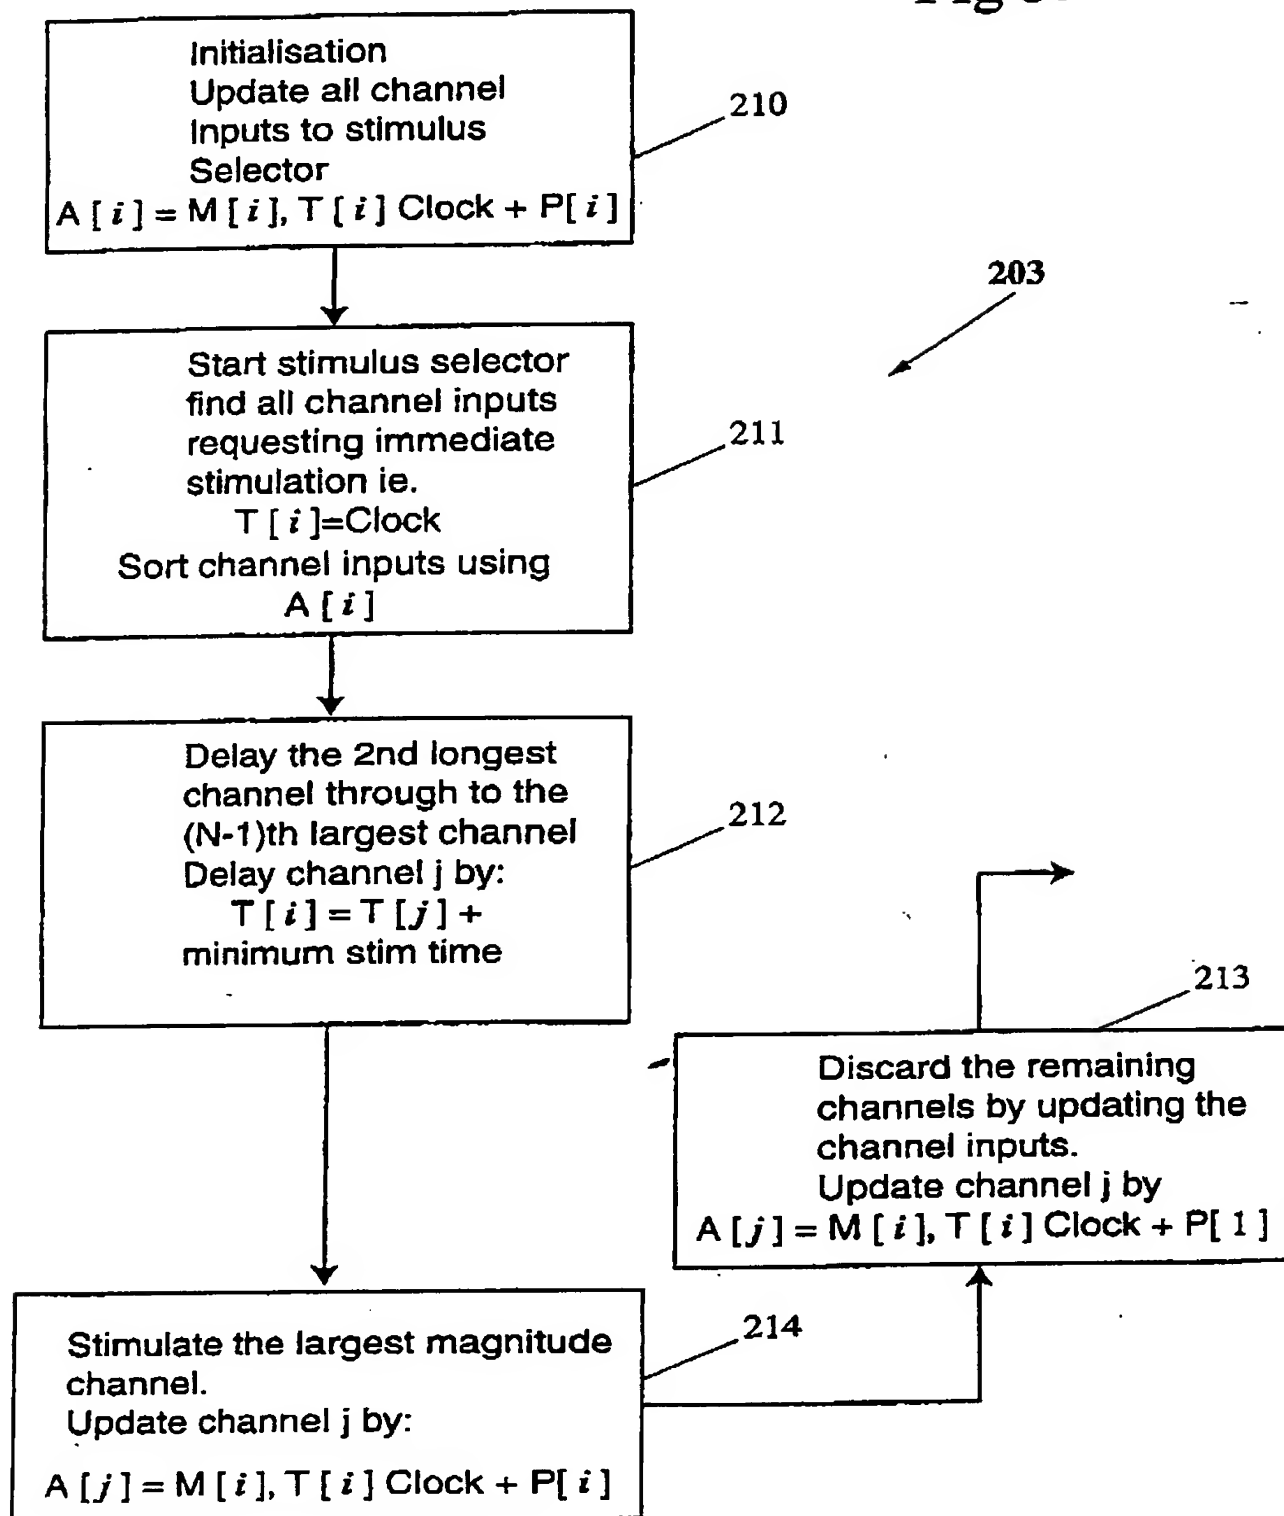 Initialisation
Update all channel
Inputs to stimulus
Selector
A [ i ] = M [ i ], T [ i ] Clock + P[ i ]
210
203
Start stimulus selector
find all channel inputs
requesting immediate
stimulation ie.
T [ i ]=Clock
Sort channel inputs using
A [ i ]
211
Delay the 2nd longest
channel through to the
(N-1)th largest channel
Delay channel j by:
T [ i ] = T [ j ] +
minimum stim time
212
213
Discard the remaining
channels by updating the
channel inputs.
Update channel j by
A [ j ] = M [ i ], T [ i ] Clock + P[ 1 ]
Stimulate the largest magnitude
channel.
Update channel j by:
A [ j ] = M [ i ], T [ i ] Clock + P[ i ]
214